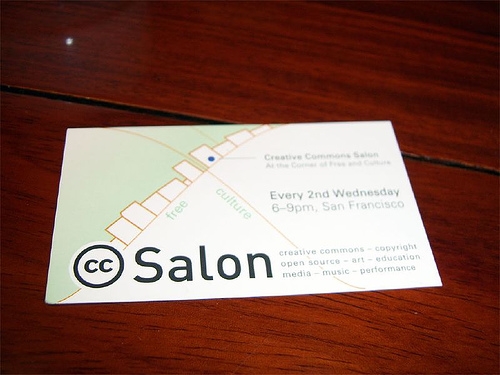 Creative Commons Salon
At the Corner of Free and Culture
free
culture
Every 2nd Wednesday
6–9pm, San Francisco
cc Salon
creative commons – copyright
open source – art – education
media – music – performance